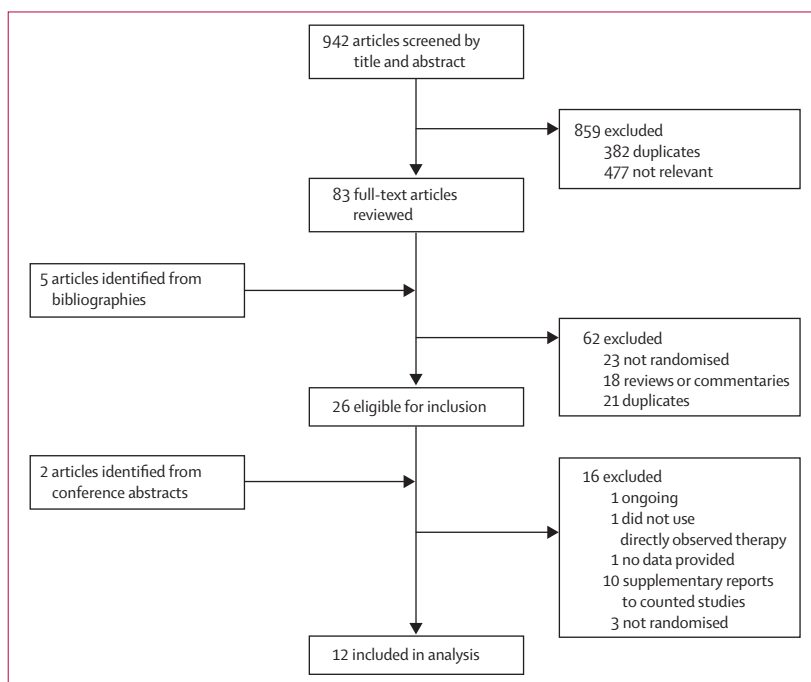 942 articles screened by
title and abstract
859 excluded
382 duplicates
477 not relevant
83 full-text articles
reviewed
5 articles identified from
bibliographies
62 excluded
23 not randomised
18 reviews or commentaries
21 duplicates
26 eligible for inclusion
2 articles identified from
conference abstracts
16 excluded
1 ongoing
1 did not use
directly observed therapy
1 no data provided
10 supplementary reports
to counted studies
3 not randomised
12 included in analysis